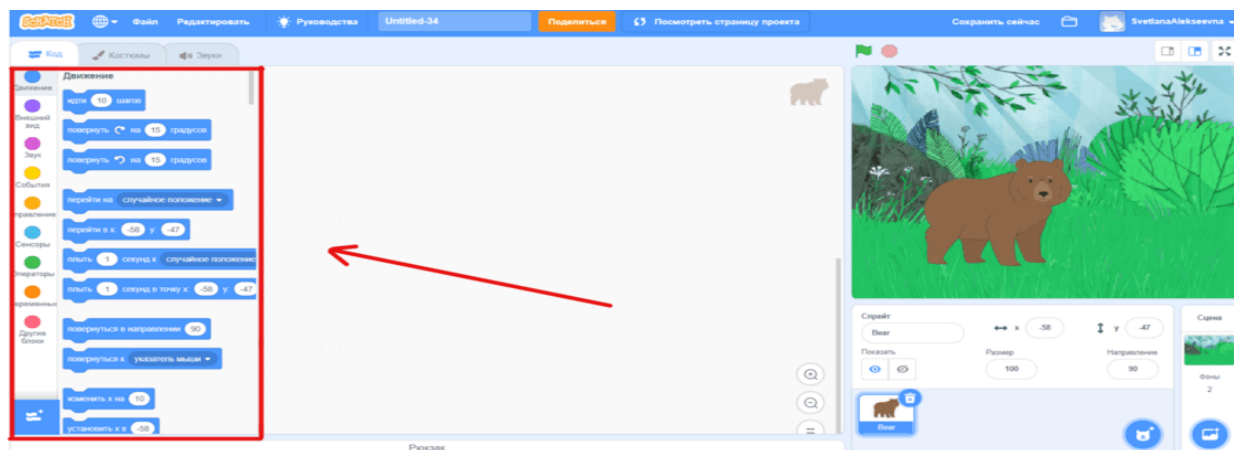 SCRATCH Файл Редактировать Руководства Untitled-34 Поделиться Посмотреть страницу проекта Сохранить сейчас SvetlanaAlekseevna
Код Костюмы Звуки
Движение
Внешний вид
Звук
События
правление
Сенсоры
Операторы
временные
Другие блоки
Движение
идти 10 шагов
повернуть на 15 градусов
повернуть на 15 градусов
перейти на случайное положение
перейти в x: -58 y: -47
плыть 1 секунд к случайное положение
плыть 1 секунд в точку x: -58 y: -47
повернуться в направлении 90
повернуться к указатель мыши
изменить x на 10
установить x в -58
Рюкзак
Спрайт
Bear x -58 y -47
Показать Размер Направление
100 90
Bear
Сцена
Фоны
2